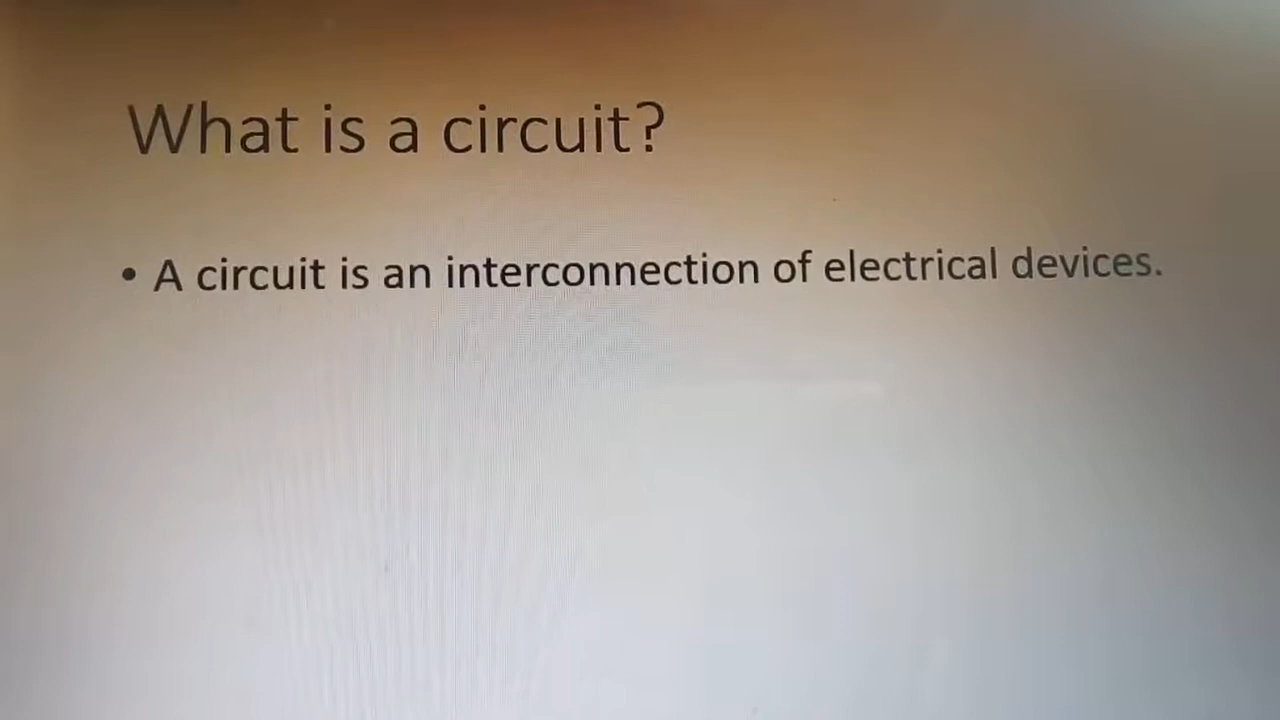 What is a circuit?
• A circuit is an interconnection of electrical devices.